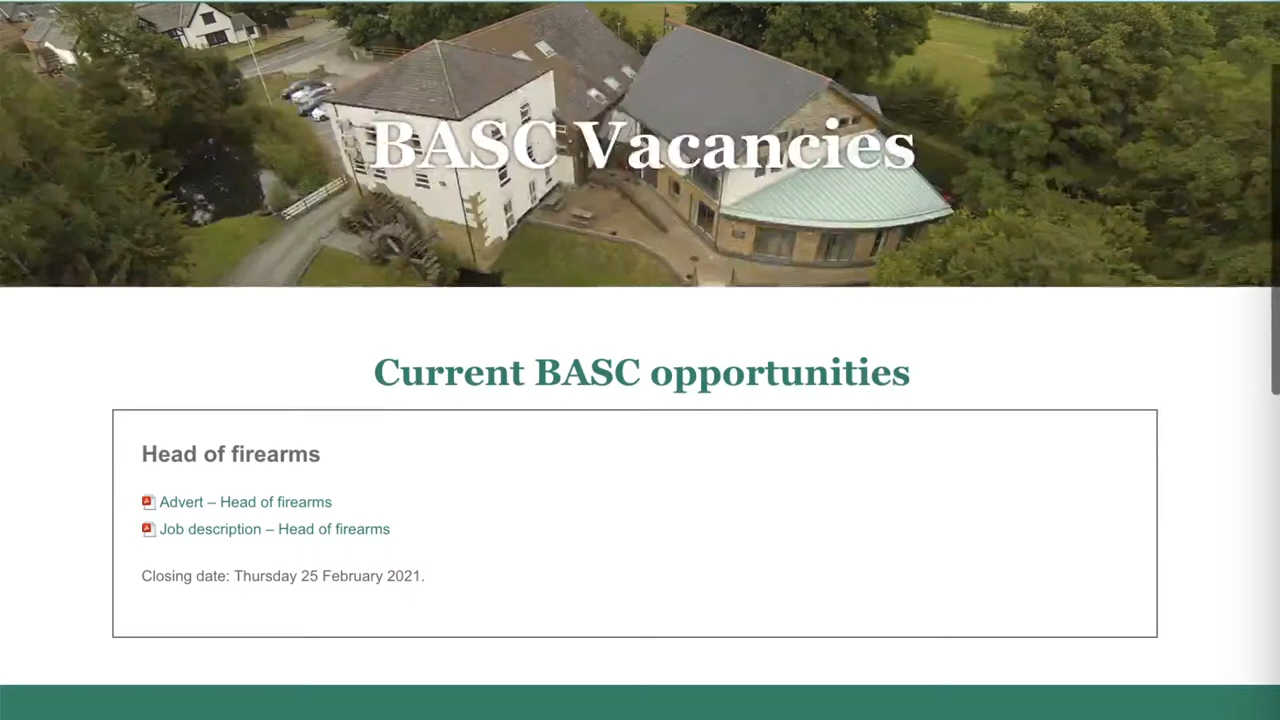 BASC Vacancies
Current BASC opportunities
Head of firearms
Advert – Head of firearms
Job description – Head of firearms
Closing date: Thursday 25 February 2021.